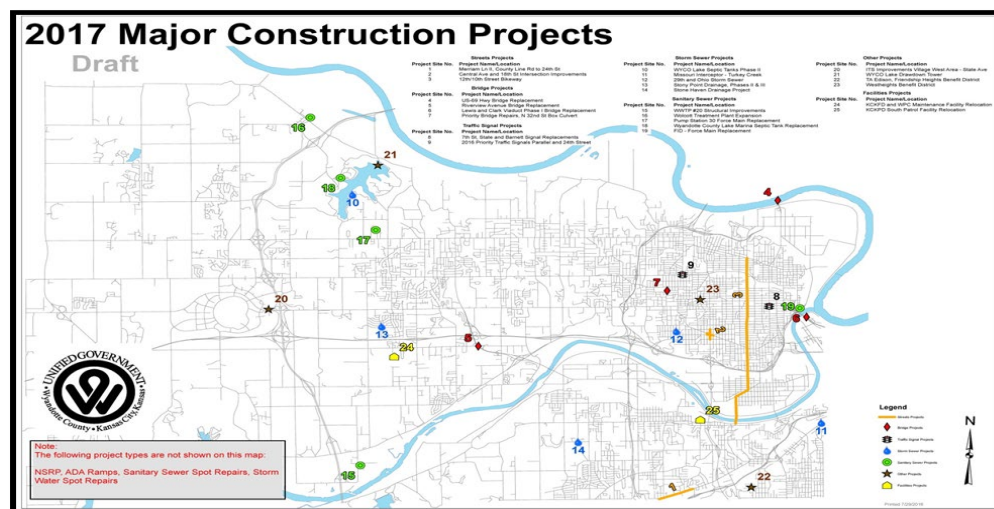 2017 Major Construction Projects
Draft
Streets Projects
Project Site No. Project Name/Location
1 Merriam Ln II, County Line Rd to 24th St
2 Central Ave and 18th St Intersection Improvements
3 12th/10th Street Bikeway
Bridge Projects
Project Site No. Project Name/Location
4 US-69 Hwy Bridge Replacement
5 Riverview Avenue Bridge Replacement
6 Lewis and Clark Viaduct Phase I Bridge Replacement
7 Priority Bridge Repairs, N 32nd St Box Culvert
Traffic Signal Projects
Project Site No. Project Name/Location
8 7th St, State and Barnett Signal Replacements
9 2016 Priority Traffic Signals Parallel and 24th Street
Storm Sewer Projects
Project Site No. Project Name/Location
10 WYCO Lake Septic Tanks Phase II
11 Missouri Interceptor - Turkey Creek
12 29th and Ohio Storm Sewer
13 Stony Point Drainage, Phases II & III
14 Stone Haven Drainage Project
Sanitary Sewer Projects
Project Site No. Project Name/Location
15 WWTP #20 Structural Improvements
16 Wolcott Treatment Plant Expansion
17 Pump Station 30 Force Main Replacement
18 Wyandotte County Lake Marina Septic Tank Replacement
19 FID - Force Main Replacement
Other Projects
Project Site No. Project Name/Location
20 ITS Improvements Village West Area - State Ave
21 WYCO Lake Drawdown Tower
22 TA Edison, Friendship Heights Benefit District
23 Westheights Benefit District
Facilities Projects
Project Site No. Project Name/Location
24 KCKFD and WPC Maintenance Facility Relocation
25 KCKPD South Patrol Facility Relocation
16
21
18
10
4
17
9
7
23
3
8
19
20
6
13
12
2
5
24
25
11
14
15
1
22
UNIFIED GOVERNMENT
Wyandotte County • Kansas City, Kansas
Note:
The following project types are not shown on this map:
NSRP, ADA Ramps, Sanitary Sewer Spot Repairs, Storm
Water Spot Repairs
Legend
Streets Projects
Bridge Projects
Traffic Signal Projects
Storm Sewer Projects
Sanitary Sewer Projects
Other Projects
Facilities Projects
N